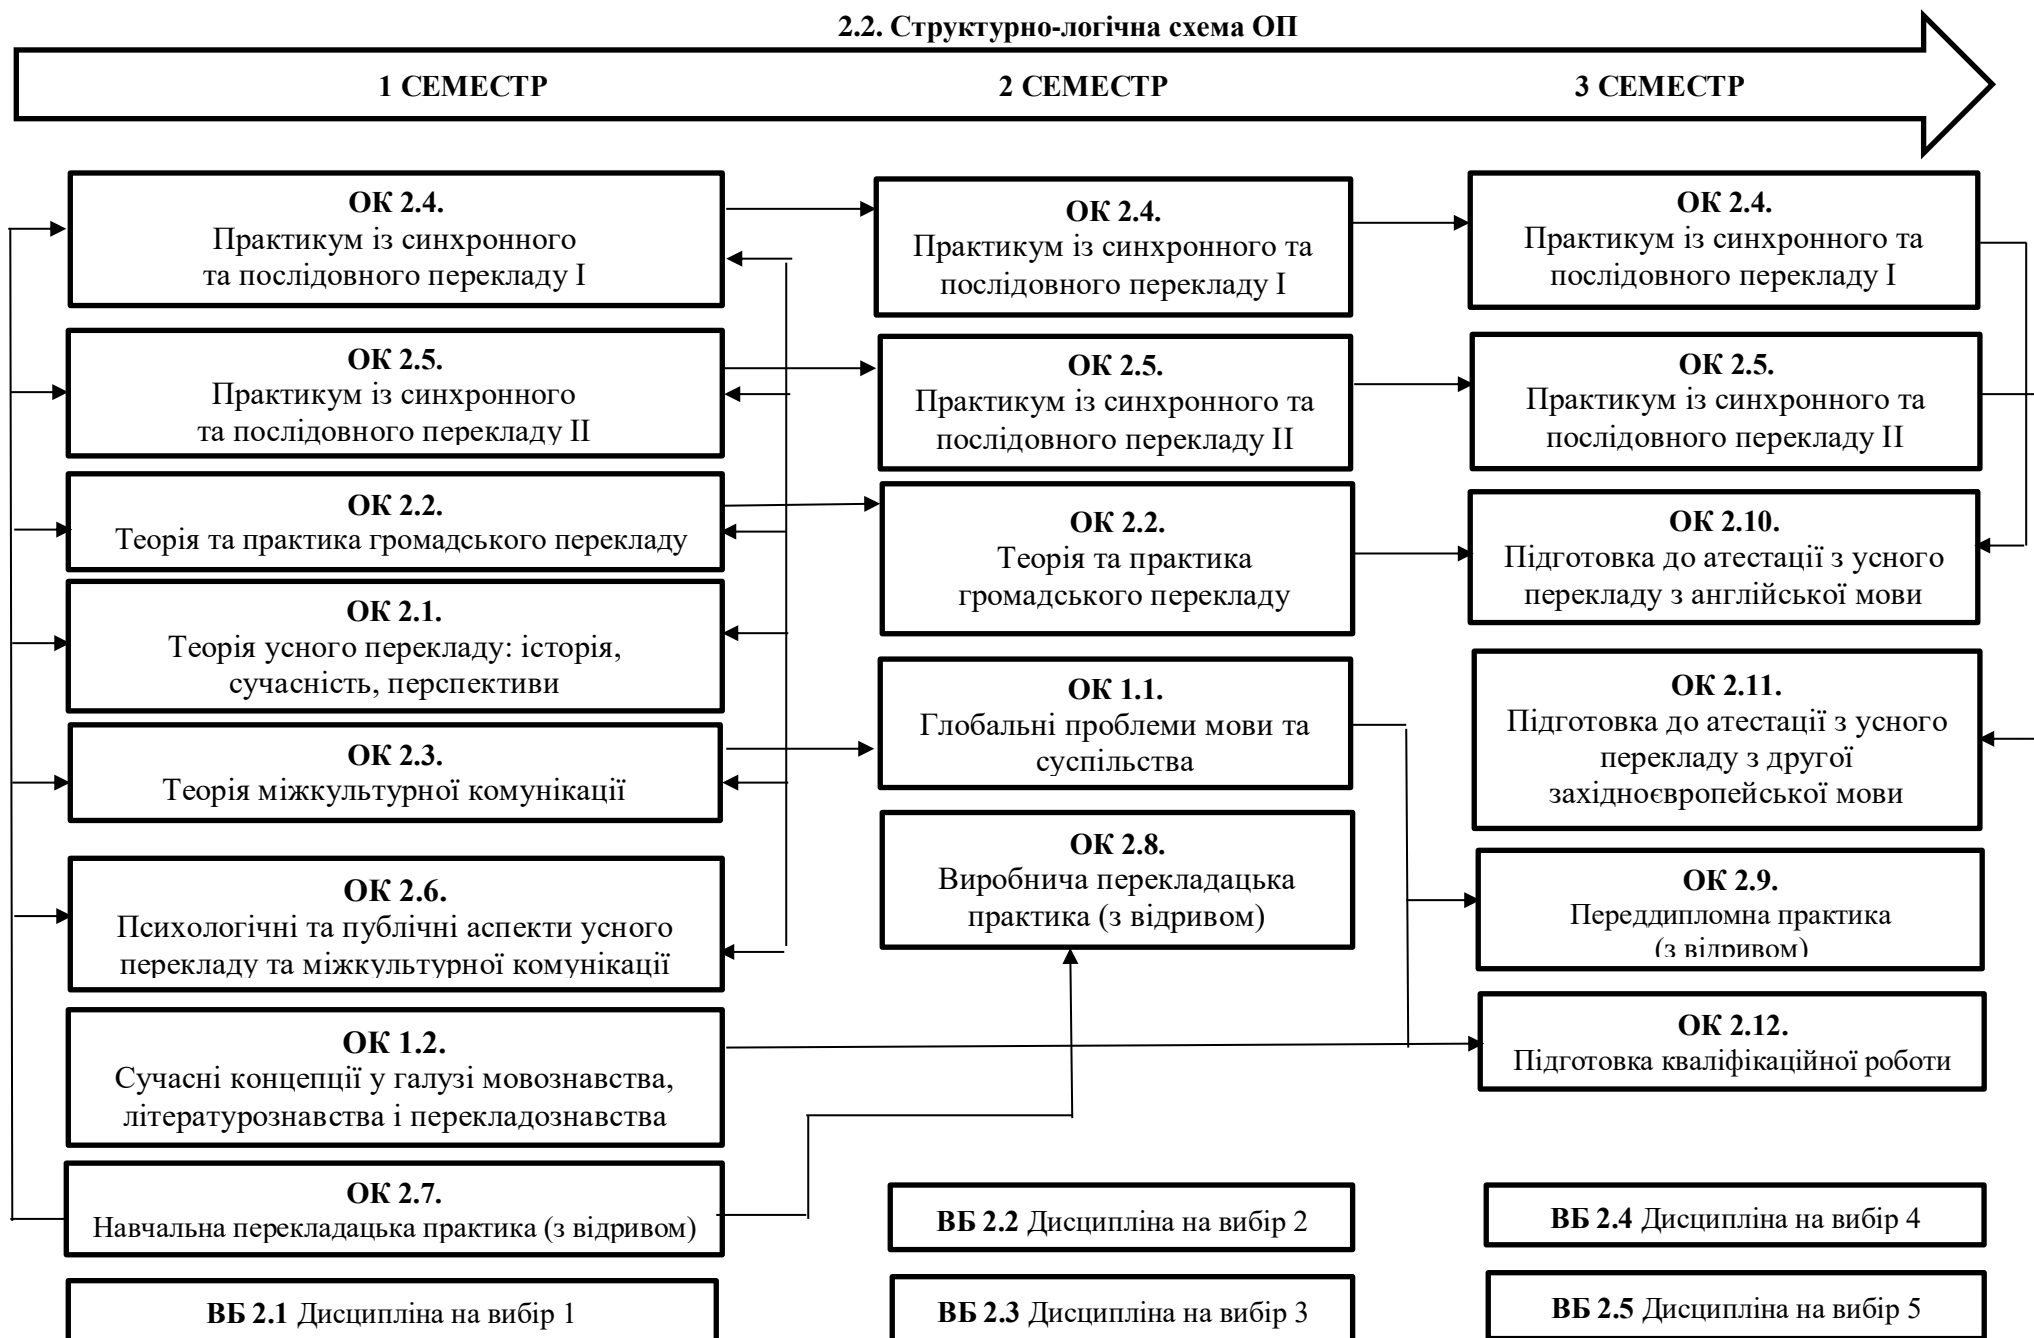 2.2. Структурно-логічна схема ОП
1 СЕМЕСТР
2 СЕМЕСТР
3 СЕМЕСТР
ОК 2.4.
Практикум із синхронного
та послідовного перекладу І
ОК 2.5.
Практикум із синхронного
та послідовного перекладу ІІ
ОК 2.2.
Теорія та практика громадського перекладу
ОК 2.1.
Теорія усного перекладу: історія,
сучасність, перспективи
ОК 2.3.
Теорія міжкультурної комунікації
ОК 2.6.
Психологічні та публічні аспекти усного
перекладу та міжкультурної комунікації
ОК 1.2.
Сучасні концепції у галузі мовознавства,
літературознавства і перекладознавства
ОК 2.7.
Навчальна перекладацька практика (з відривом)
ВБ 2.1 Дисципліна на вибір 1
ОК 2.4.
Практикум із синхронного та
послідовного перекладу І
ОК 2.5.
Практикум із синхронного та
послідовного перекладу ІІ
ОК 2.2.
Теорія та практика
громадського перекладу
ОК 1.1.
Глобальні проблеми мови та
суспільства
ОК 2.8.
Виробнича перекладацька
практика (з відривом)
ВБ 2.2 Дисципліна на вибір 2
ВБ 2.3 Дисципліна на вибір 3
ОК 2.4.
Практикум із синхронного та
послідовного перекладу І
ОК 2.5.
Практикум із синхронного та
послідовного перекладу ІІ
ОК 2.10.
Підготовка до атестації з усного
перекладу з англійської мови
ОК 2.11.
Підготовка до атестації з усного
перекладу з другої
західноєвропейської мови
ОК 2.9.
Переддипломна практика
(з відривом)
ОК 2.12.
Підготовка кваліфікаційної роботи
ВБ 2.4 Дисципліна на вибір 4
ВБ 2.5 Дисципліна на вибір 5